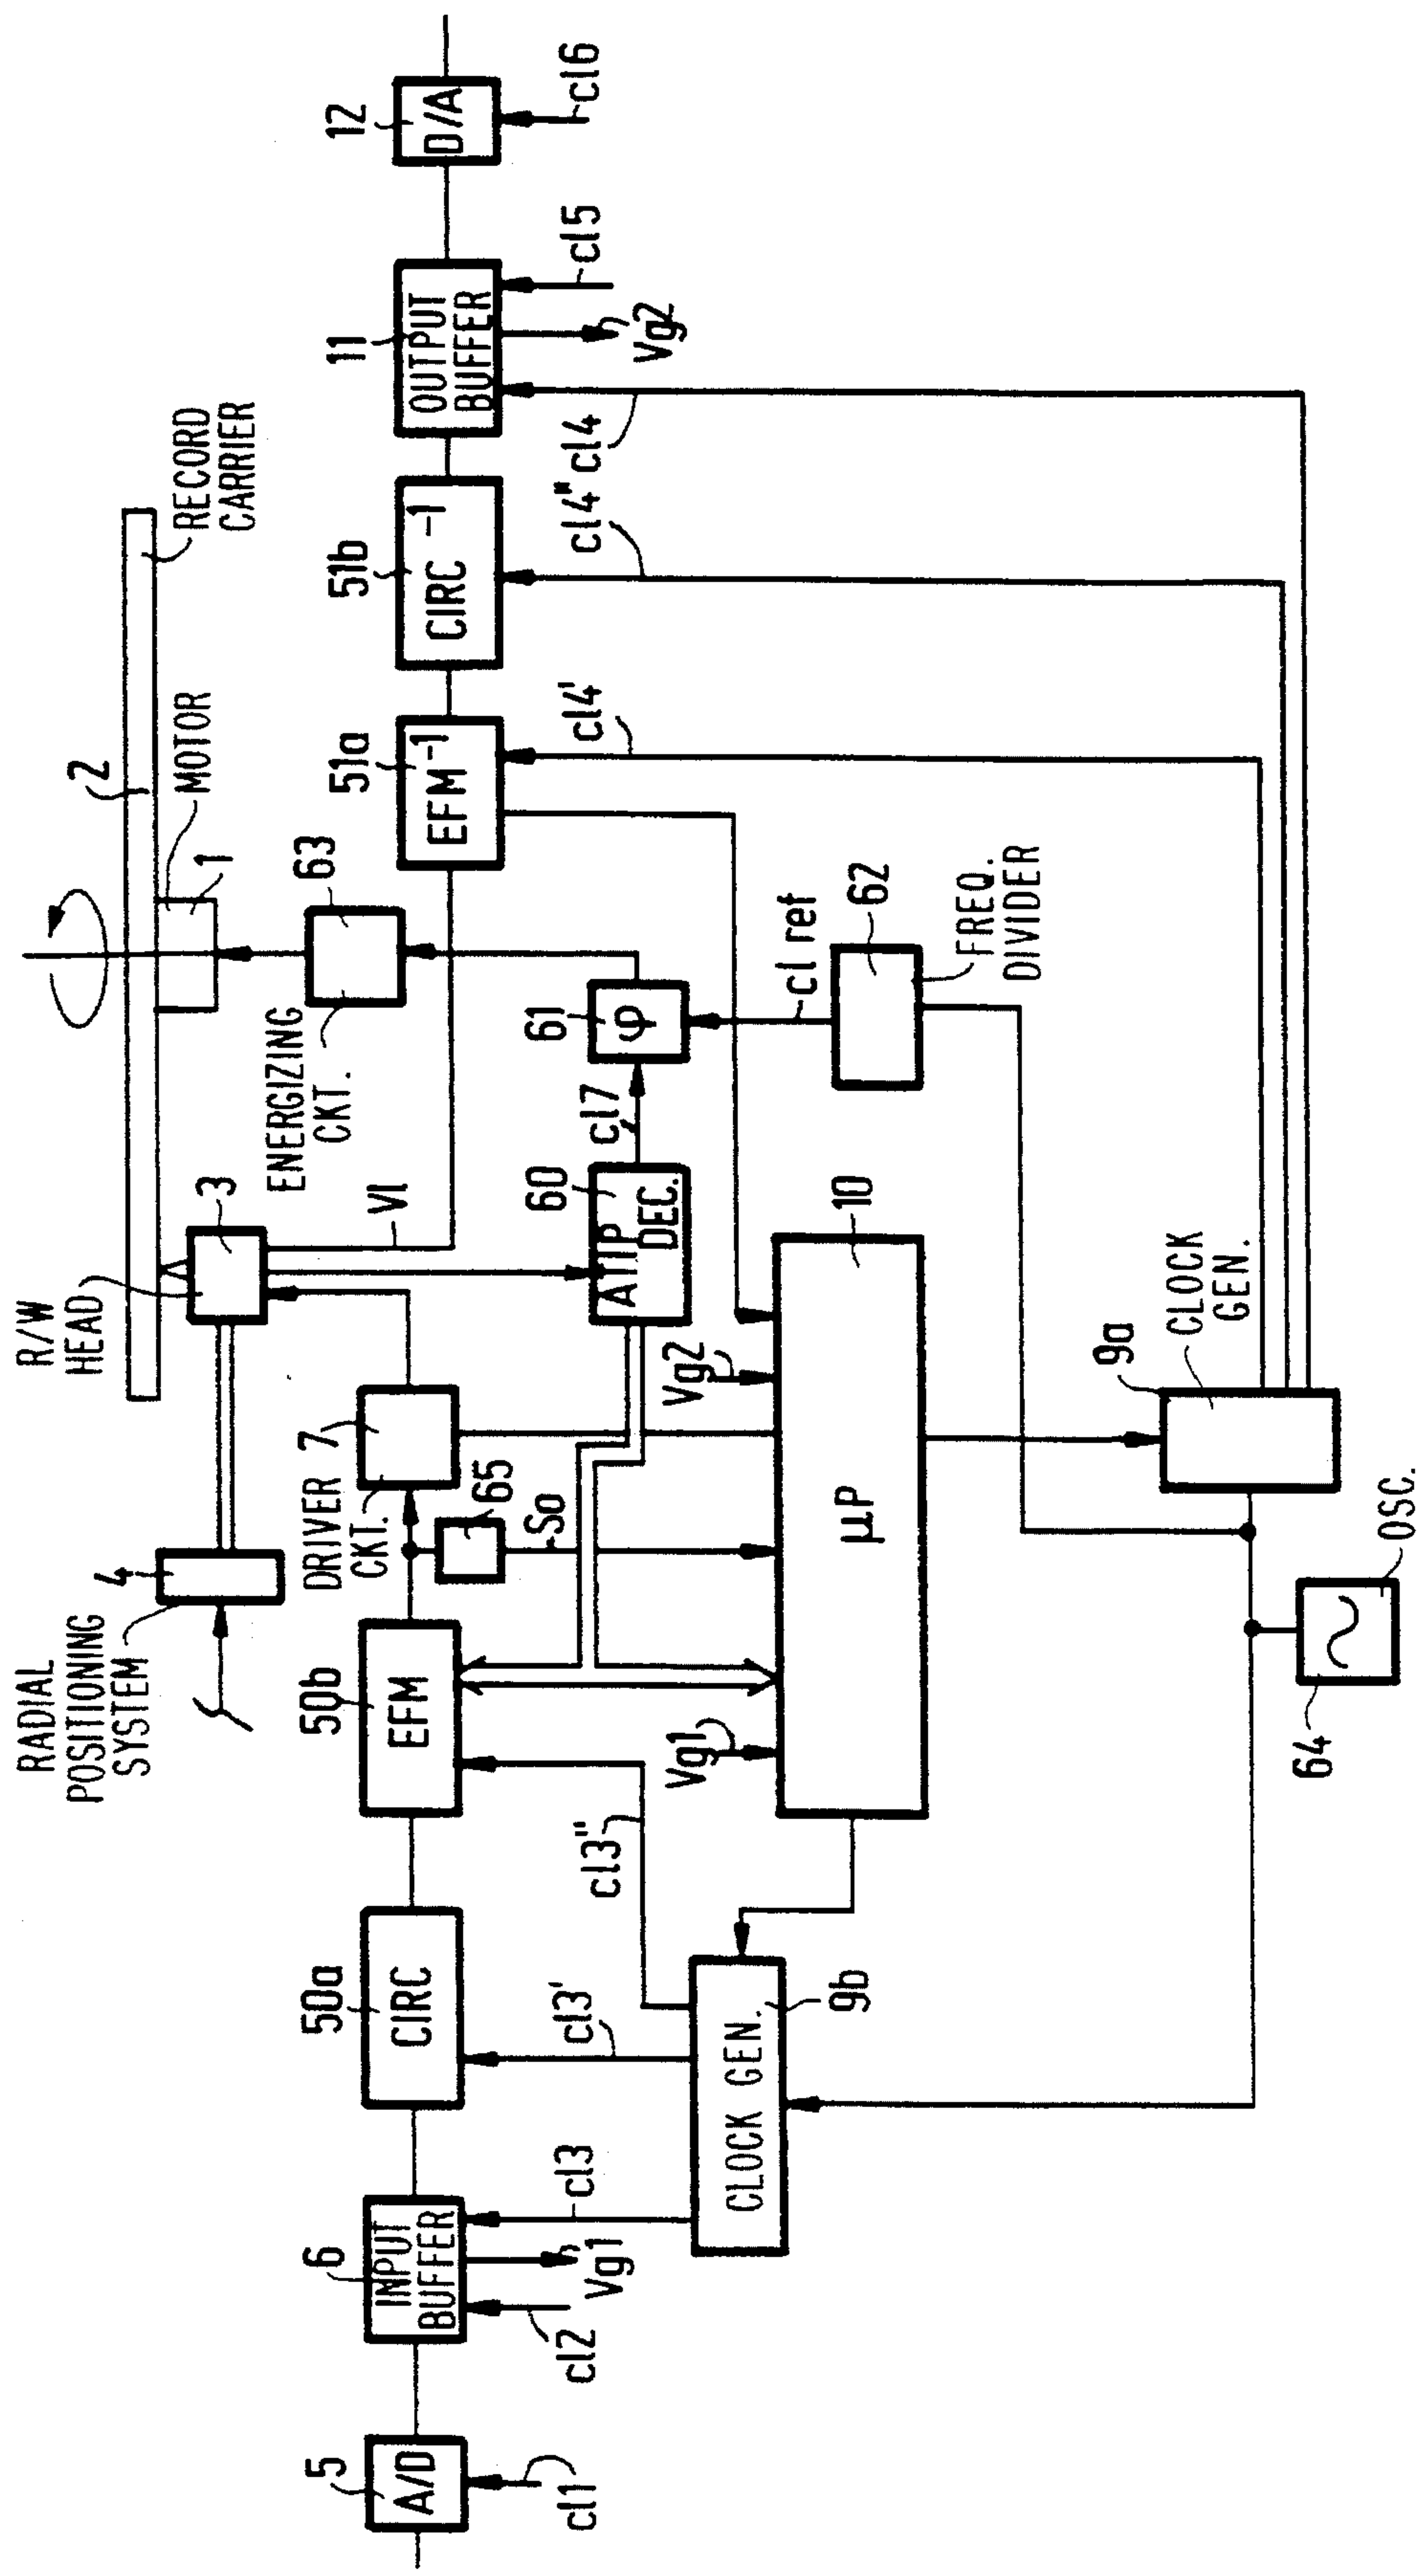 2
RECORD
CARRIER
MOTOR
1
R/W
HEAD
3
RADIAL
POSITIONING
SYSTEM
4
ENERGIZING
CKT.
63
Vl
5
A/D
cl1
6
INPUT
BUFFER
cl2
Vg1
cl3
50a
CIRC
cl3'
50b
EFM
cl3"
DRIVER
CKT.
7
65
So
51a
EFM⁻¹
cl4'
51b
CIRC⁻¹
cl4"
11
OUTPUT
BUFFER
cl4
Vg2
cl5
12
D/A
cl6
60
ATIP
DEC.
cl7
61
φ
cl ref
62
FREQ.
DIVIDER
Vg1
Vg2
μP
10
CLOCK GEN.
9b
9a
CLOCK
GEN.
64
OSC.